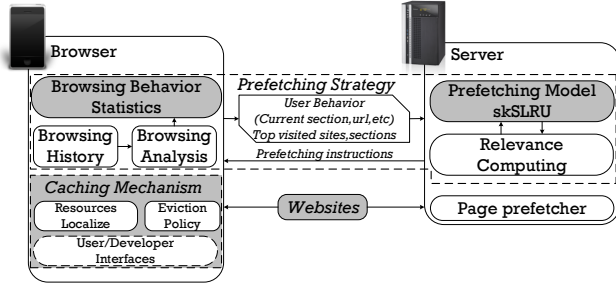 Browser
Server
Prefetching Strategy
Browsing Behavior
Statistics
User Behavior
(Current section,url,etc)
Top visited sites,sections
Prefetching Model
skSLRU
Browsing
History
Browsing
Analysis
Prefetching instructions
Relevance
Computing
Caching Mechanism
Resources
Localize
Eviction
Policy
Websites
Page prefetcher
User/Developer
Interfaces